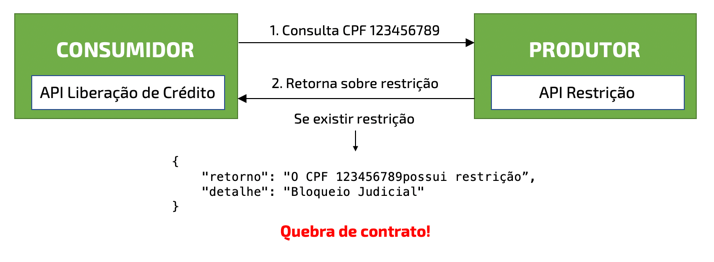 CONSUMIDOR
API Liberação de Crédito
1. Consulta CPF 123456789
PRODUTOR
API Restrição
2. Retorna sobre restrição
Se existir restrição
{
"retorno": "O CPF 123456789possui restrição”,
"detalhe": "Bloqueio Judicial"
}
Quebra de contrato!